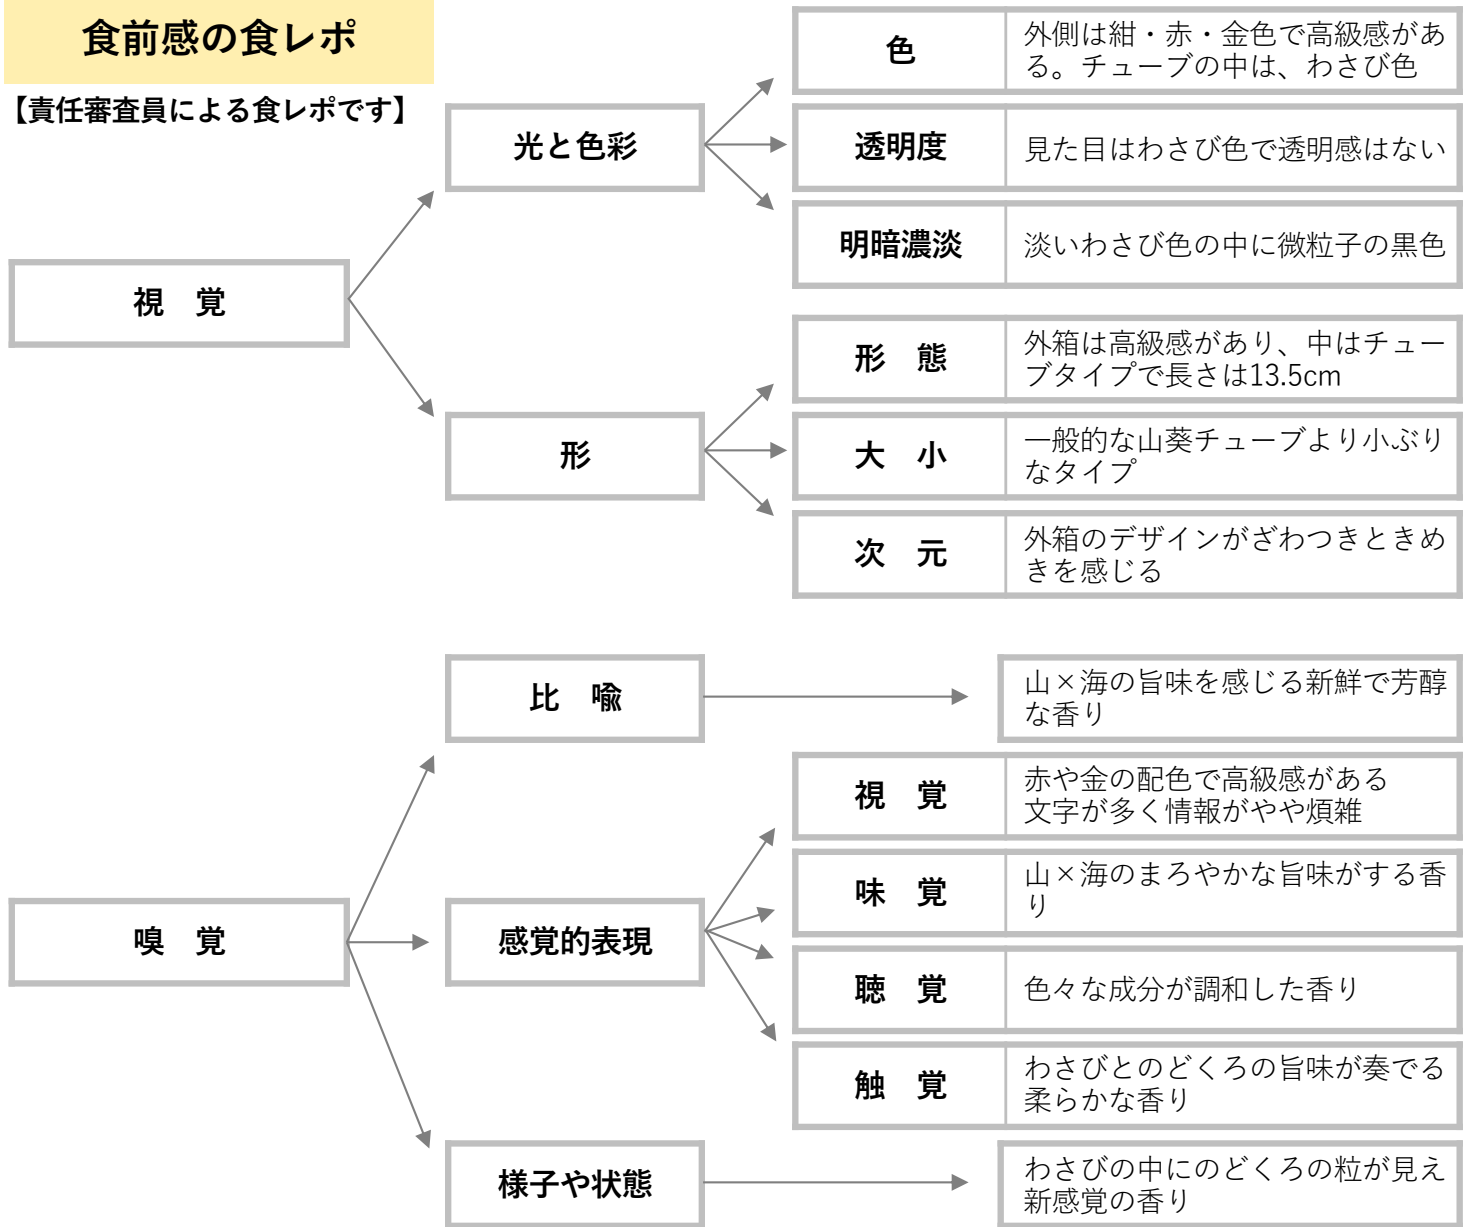 食前感の食レポ
【責任審査員による食レポです】
視　覚
光と色彩
色
外側は紺・赤・金色で高級感があ
る。チューブの中は、わさび色
透明度
見た目はわさび色で透明感はない
明暗濃淡
淡いわさび色の中に微粒子の黒色
形
形　態
外箱は高級感があり、中はチュー
ブタイプで長さは13.5cm
大　小
一般的な山葵チューブより小ぶり
なタイプ
次　元
外箱のデザインがざわつきときめ
きを感じる
嗅　覚
比　喩
山×海の旨味を感じる新鮮で芳醇
な香り
感覚的表現
視　覚
赤や金の配色で高級感がある
文字が多く情報がやや煩雑
味　覚
山×海のまろやかな旨味がする香
り
聴　覚
色々な成分が調和した香り
触　覚
わさびとのどくろの旨味が奏でる
柔らかな香り
様子や状態
わさびの中にのどくろの粒が見え
新感覚の香り